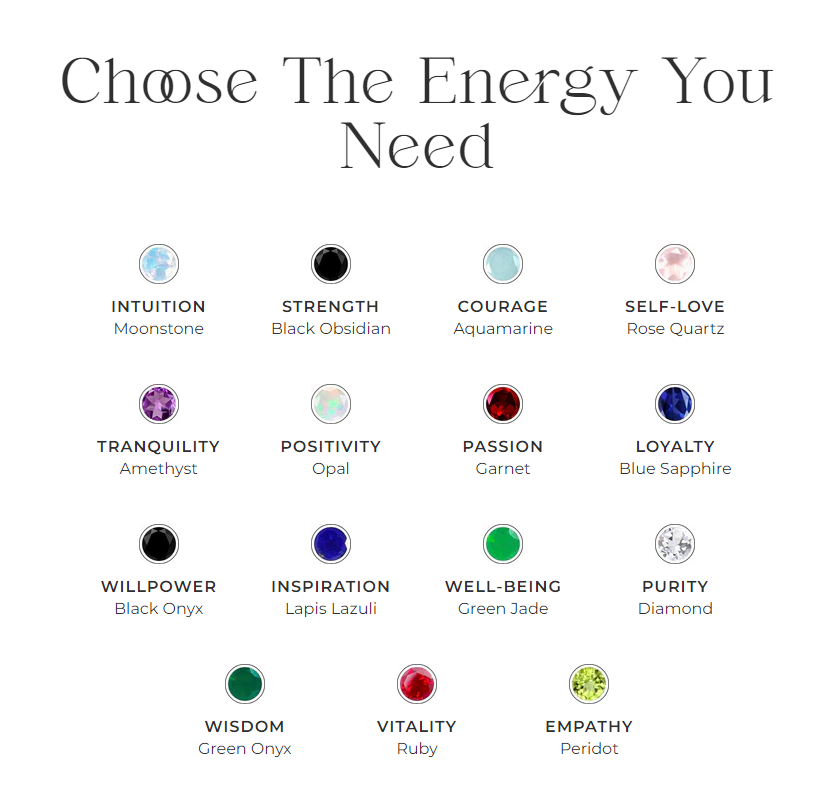 Choose The Energy You
Need
INTUITION
Moonstone
STRENGTH
Black Obsidian
COURAGE
Aquamarine
SELF-LOVE
Rose Quartz
TRANQUILITY
Amethyst
POSITIVITY
Opal
PASSION
Garnet
LOYALTY
Blue Sapphire
WILLPOWER
Black Onyx
INSPIRATION
Lapis Lazuli
WELL-BEING
Green Jade
PURITY
Diamond
WISDOM
Green Onyx
VITALITY
Ruby
EMPATHY
Peridot